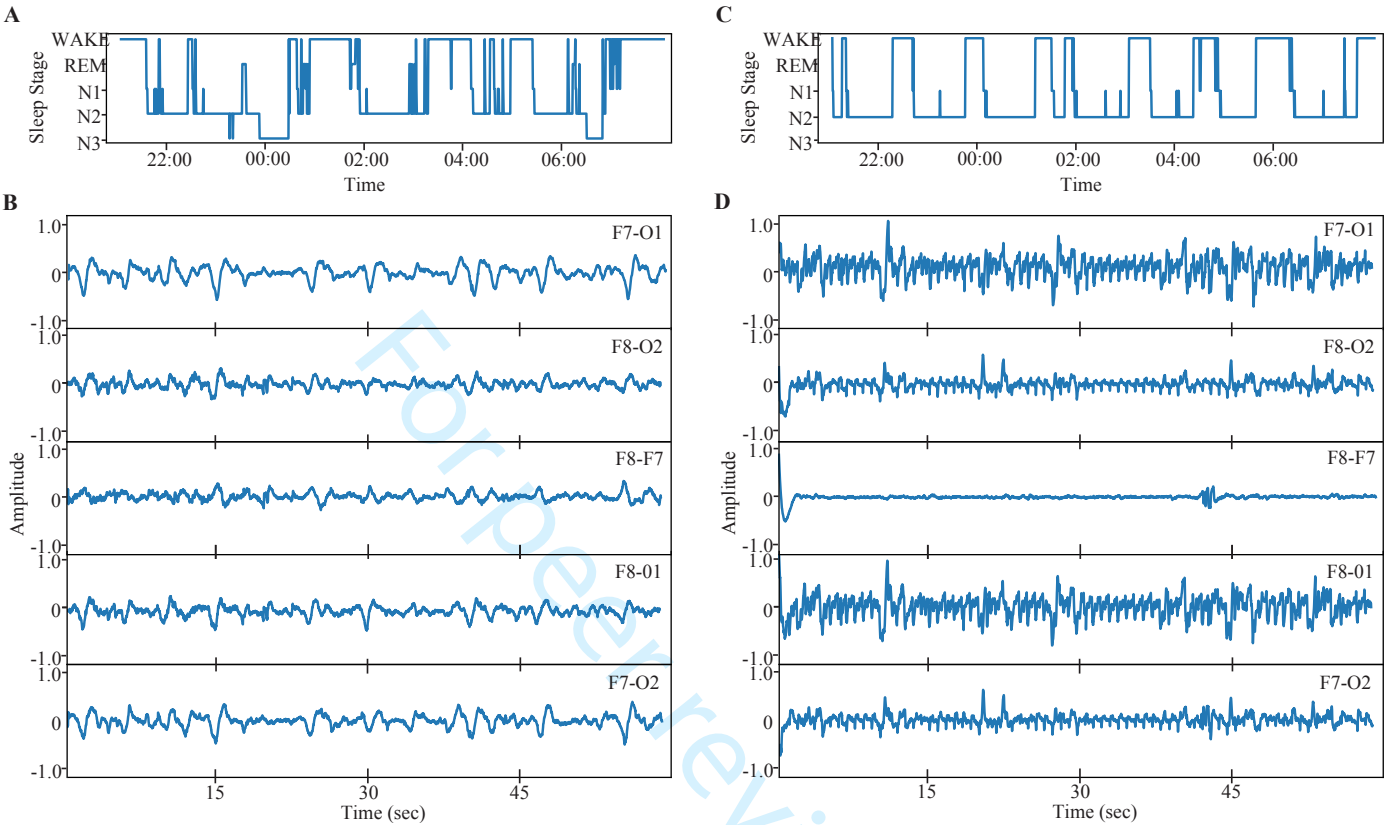 A
WAKE
REM
N1
N2
N3
Sleep Stage
22:00 00:00 02:00 04:00 06:00
Time
B
1.0
0
-1.0
F7-O1
1.0
0
-1.0
F8-O2
1.0
0
-1.0
F8-F7
1.0
0
-1.0
F8-01
1.0
0
-1.0
F7-O2
Amplitude
15 30 45
Time (sec)
C
WAKE
REM
N1
N2
N3
Sleep Stage
22:00 00:00 02:00 04:00 06:00
Time
D
1.0
0
-1.0
F7-O1
1.0
0
-1.0
F8-O2
1.0
0
-1.0
F8-F7
1.0
0
-1.0
F8-01
1.0
0
-1.0
F7-O2
Amplitude
15 30 45
Time (sec)
For peer revi